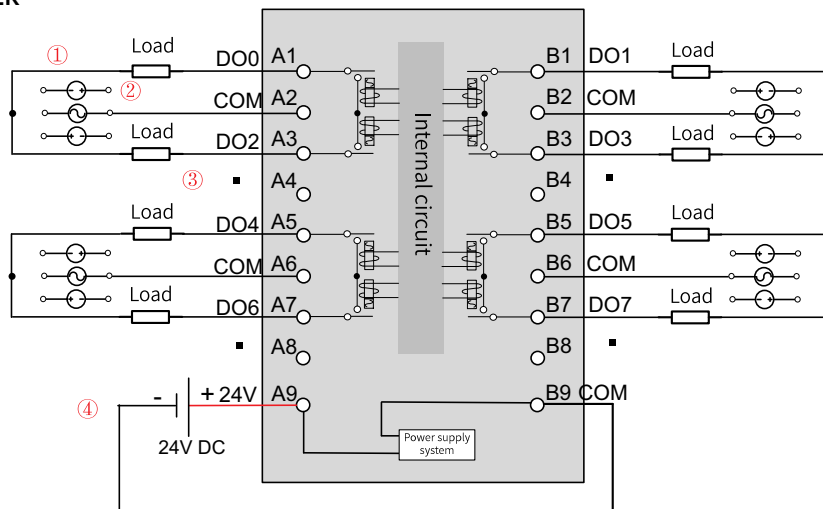 ①
Load
DO0
A1
B1
DO1
Load
②
COM
A2
B2
COM
Load
DO2
A3
B3
DO3
Load
③
A4
B4
Internal circuit
Load
DO4
A5
B5
DO5
Load
COM
A6
B6
COM
Load
DO6
A7
B7
DO7
Load
A8
B8
④
-
+ 24V
A9
B9 COM
24V DC
Power supply
system